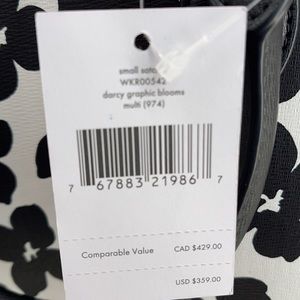 small
WKR00542
darcy graphic blooms
multi (974)
7 67883 21986 7
Comparable Value CAD $429.00
USD $359.00